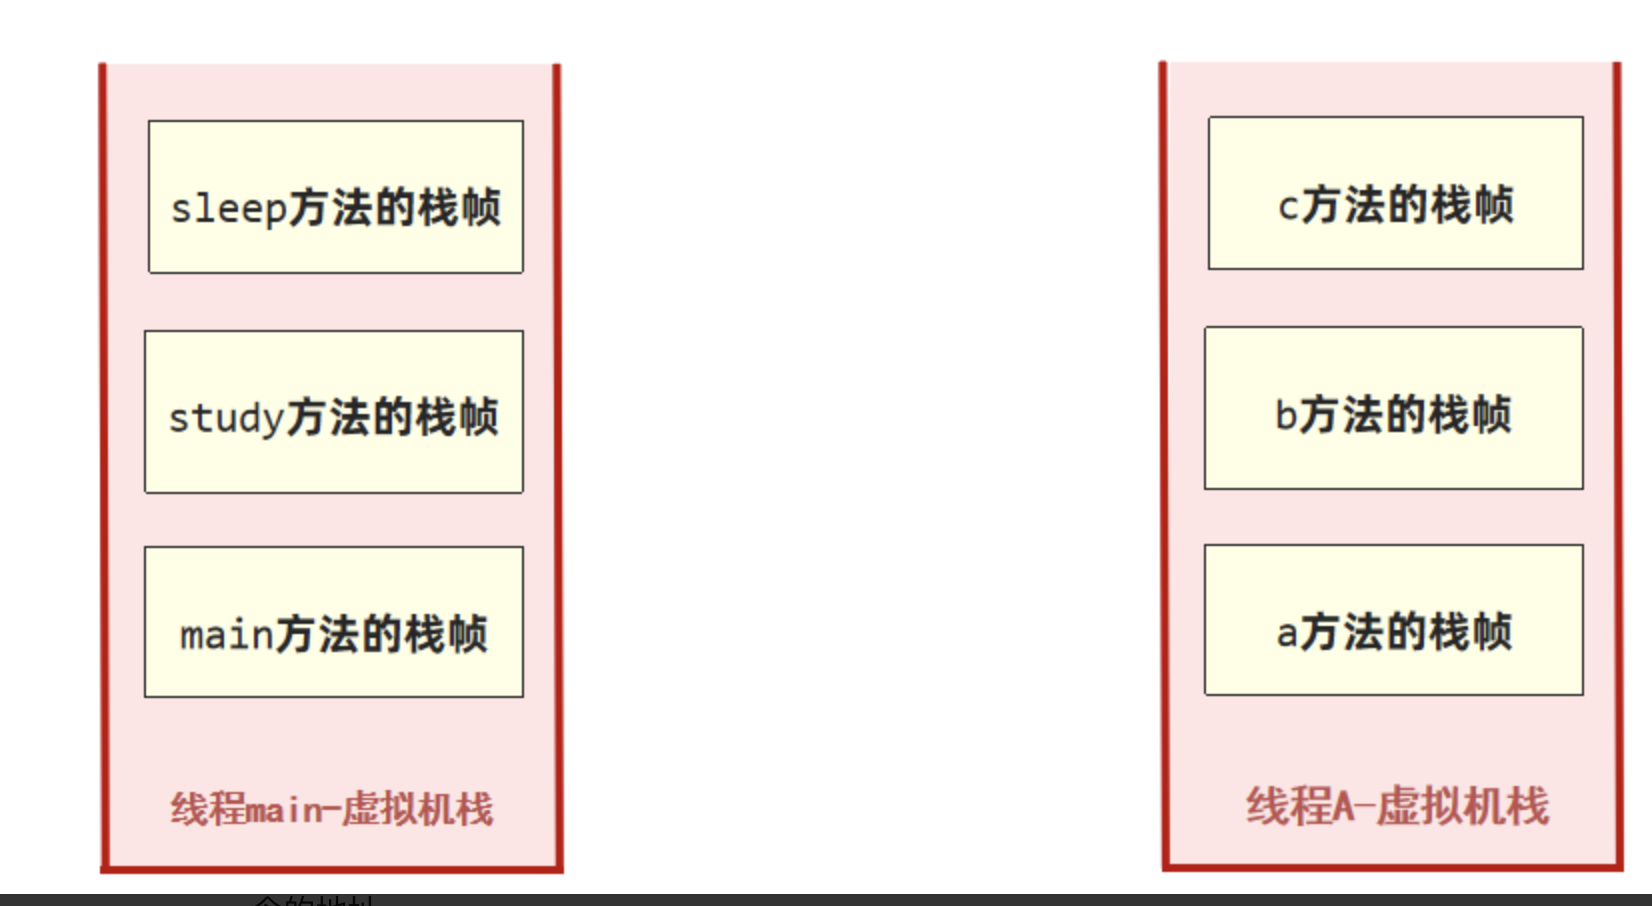 sleep方法的栈帧
study方法的栈帧
main方法的栈帧
线程main-虚拟机栈
c方法的栈帧
b方法的栈帧
a方法的栈帧
线程A-虚拟机栈